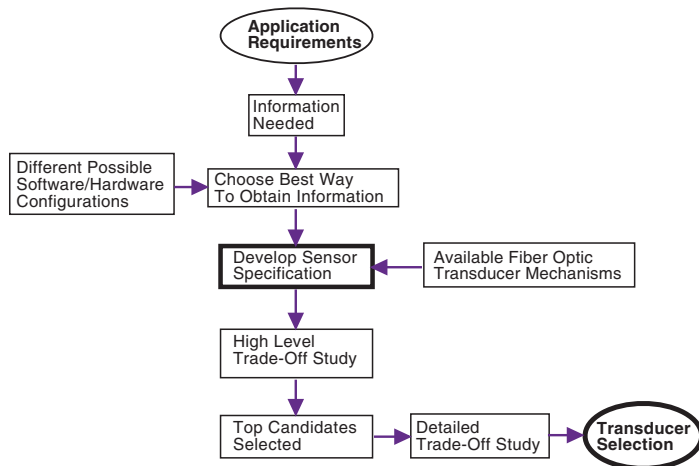 Application
Requirements
Information
Needed
Different Possible
Software/Hardware
Configurations
Choose Best Way
To Obtain Information
Develop Sensor
Specification
Available Fiber Optic
Transducer Mechanisms
High Level
Trade-Off Study
Top Candidates
Selected
Detailed
Trade-Off Study
Transducer
Selection